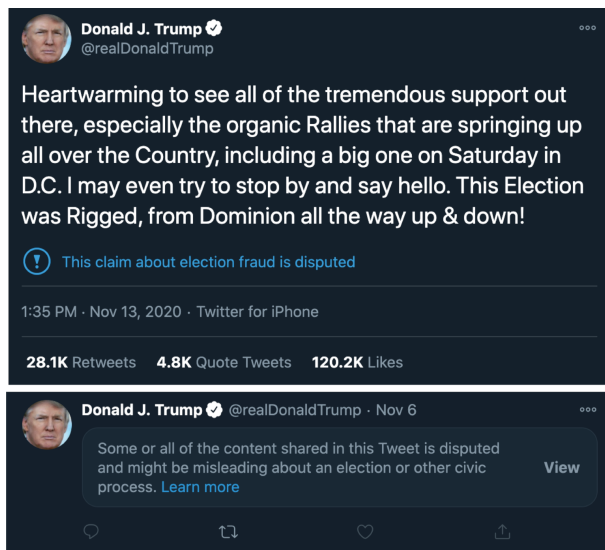 Donald J. Trump
@realDonaldTrump
Heartwarming to see all of the tremendous support out
there, especially the organic Rallies that are springing up
all over the Country, including a big one on Saturday in
D.C. I may even try to stop by and say hello. This Election
was Rigged, from Dominion all the way up & down!
This claim about election fraud is disputed
1:35 PM · Nov 13, 2020 · Twitter for iPhone
28.1K Retweets 4.8K Quote Tweets 120.2K Likes
Donald J. Trump @realDonaldTrump · Nov 6
Some or all of the content shared in this Tweet is disputed
and might be misleading about an election or other civic
process. Learn more
View